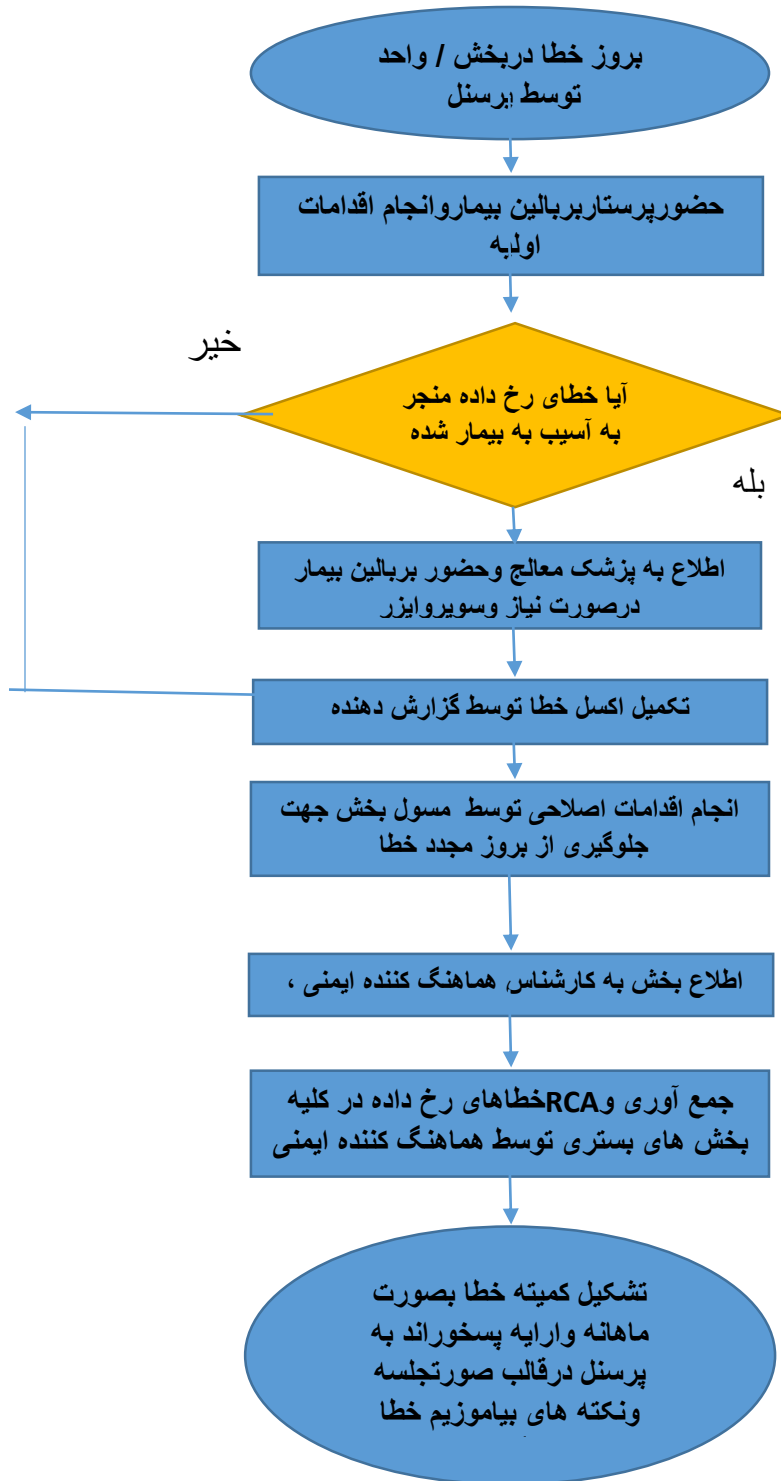 بروز خطا دربخش / واحد
توسط پرسنل
حضورپرستاربربالین بیماروانجام اقدامات
اولیه
خیر
آیا خطای رخ داده منجر
به آسیب به بیمار شده
بله
اطلاع به پزشک معالج وحضور بربالین بیمار
درصورت نیاز وسوپروایزر
تکمیل اکسل خطا توسط گزارش دهنده
انجام اقدامات اصلاحی توسط مسول بخش جهت
جلوگیری از بروز مجدد خطا
اطلاع بخش به کارشناس هماهنگ کننده ایمنی ،
جمع آوری وRCAخطاهای رخ داده در کلیه
بخش های بستری توسط هماهنگ کننده ایمنی
تشکیل کمیته خطا بصورت
ماهانه وارایه پسخوراند به
پرسنل درقالب صورتجلسه
ونکته های بیاموزیم خطا